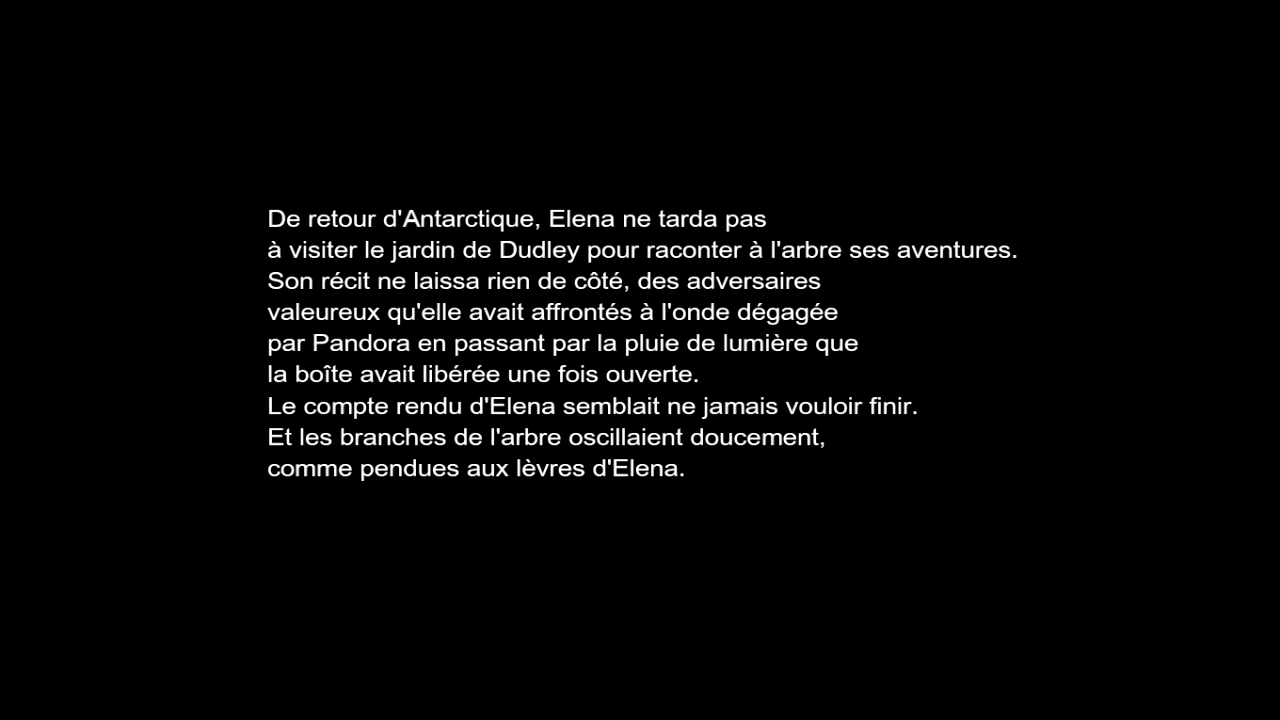 De retour d'Antarctique, Elena ne tarda pas
à visiter le jardin de Dudley pour raconter à l'arbre ses aventures.
Son récit ne laissa rien de côté, des adversaires
valeureux qu'elle avait affrontés à l'onde dégagée
par Pandora en passant par la pluie de lumière que
la boîte avait libérée une fois ouverte.
Le compte rendu d'Elena semblait ne jamais vouloir finir.
Et les branches de l'arbre oscillaient doucement,
comme pendues aux lèvres d'Elena.